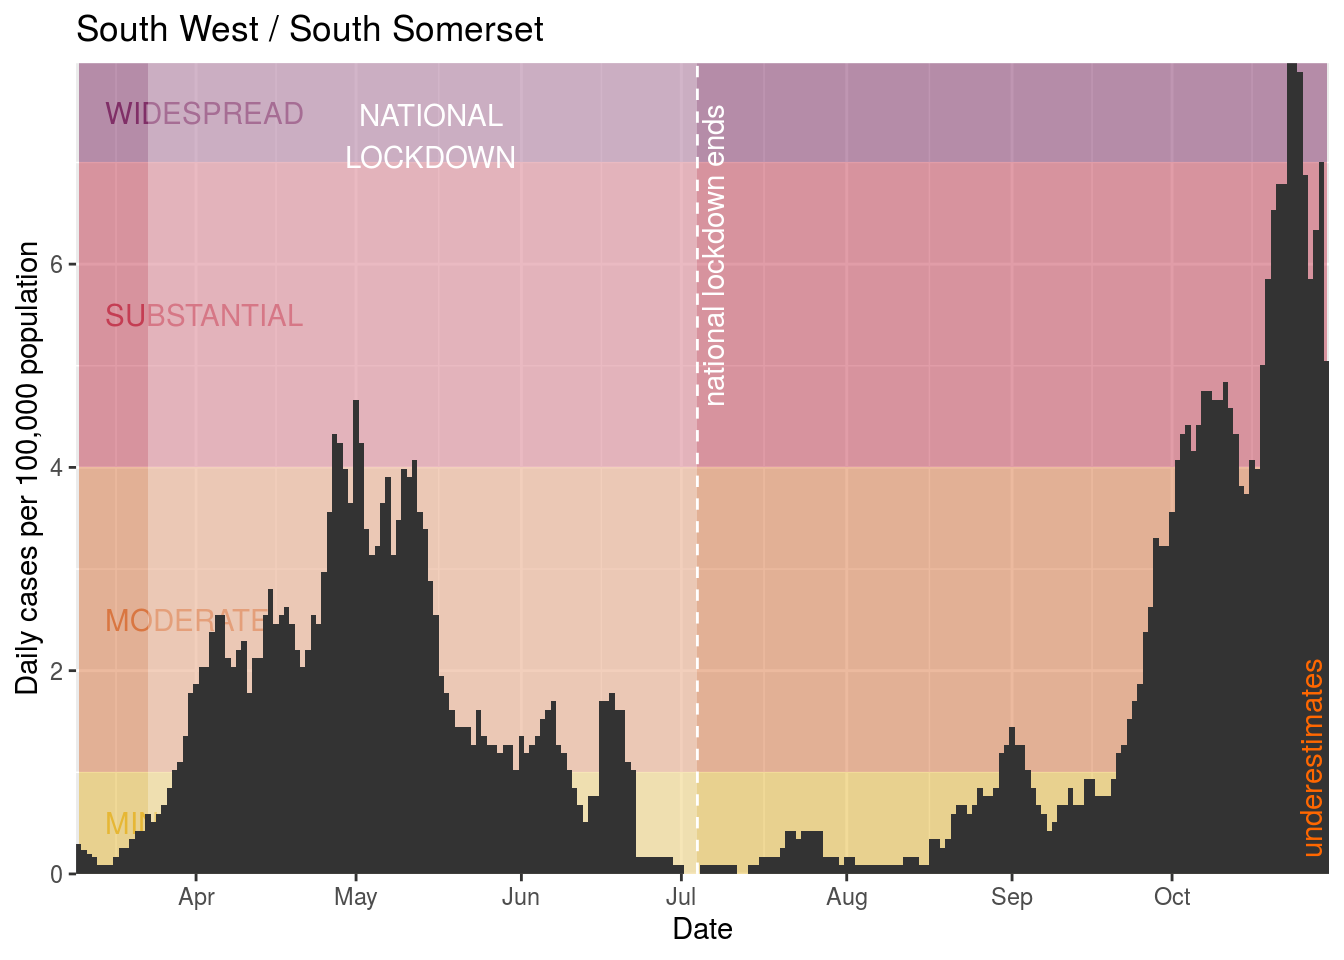 South West / South Somerset
Daily cases per 100,000 population
6
4
2
0
WIDESPREAD
SUBSTANTIAL
MODERATE
NATIONAL
LOCKDOWN
national lockdown ends
underestimates
Apr
May
Jun
Jul
Aug
Sep
Oct
Date